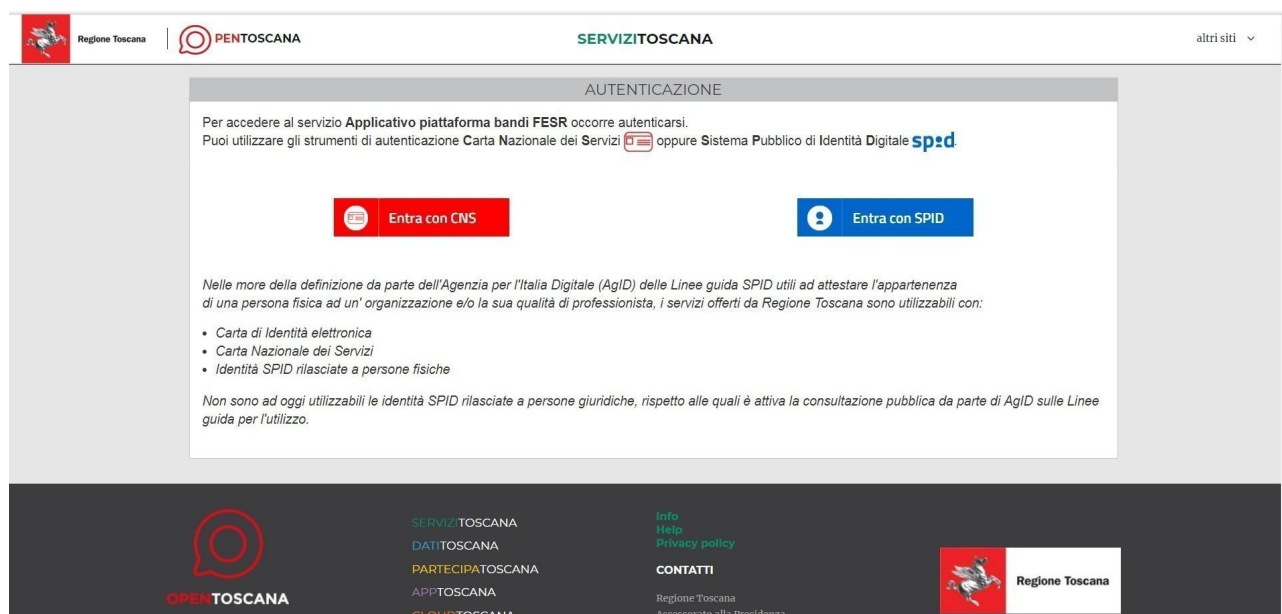 Regione Toscana
OPENTOSCANA
SERVIZITOSCANA
altri siti
AUTENTICAZIONE
Per accedere al servizio Applicativo piattaforma bandi FESR occorre autenticarsi.
Puoi utilizzare gli strumenti di autenticazione Carta Nazionale dei Servizi oppure Sistema Pubblico di Identità Digitale spid.
Entra con CNS
Entra con SPID
Nelle more della definizione da parte dell'Agenzia per l'Italia Digitale (AgID) delle Linee guida SPID utili ad attestare l'appartenenza
di una persona fisica ad un' organizzazione e/o la sua qualità di professionista, i servizi offerti da Regione Toscana sono utilizzabili con:
• Carta di Identità elettronica
• Carta Nazionale dei Servizi
• Identità SPID rilasciate a persone fisiche
Non sono ad oggi utilizzabili le identità SPID rilasciate a persone giuridiche, rispetto alle quali è attiva la consultazione pubblica da parte di AgID sulle Linee
guida per l'utilizzo.
OPENTOSCANA
SERVIZITOSCANA
DATITOSCANA
PARTECIPATOSCANA
APPTOSCANA
CLOUDTOSCANA
Info
Help
Privacy policy
CONTATTI
Regione Toscana
Assessorato alla Presidenza
Regione Toscana